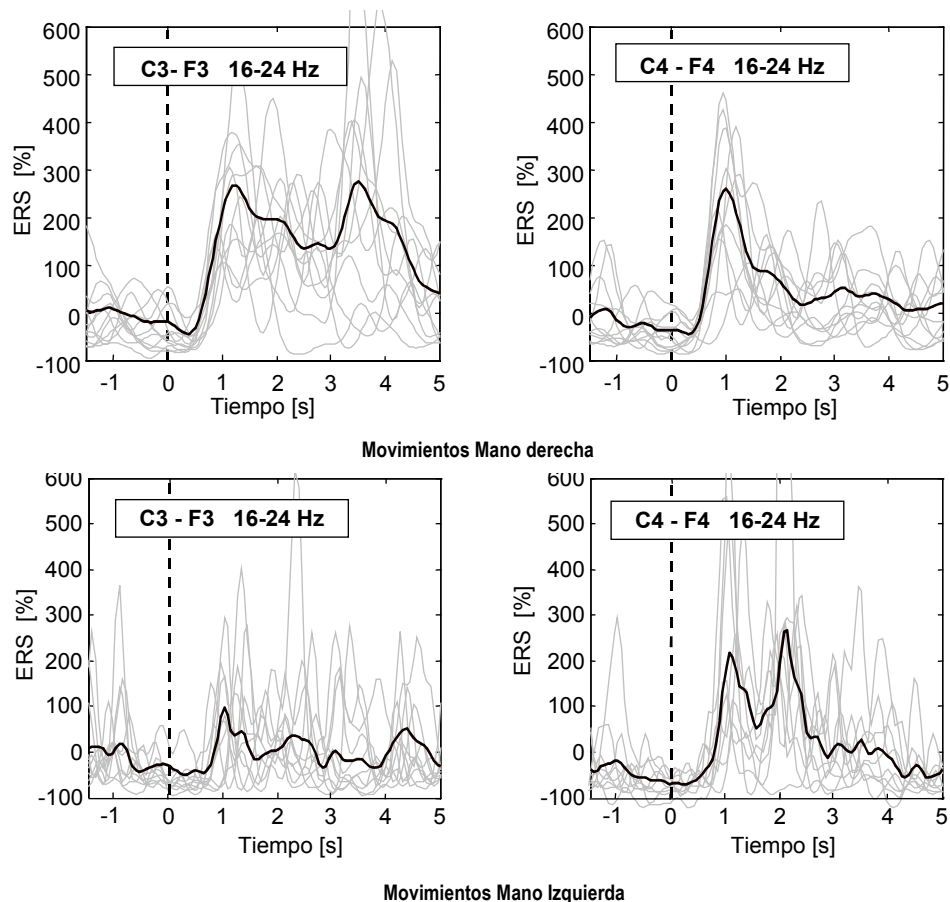 C3- F3 16-24 Hz
ERS [%]
600
500
400
300
200
100
0
-100
-1 0 1 2 3 4 5
Tiempo [s]
C4 - F4 16-24 Hz
ERS [%]
600
500
400
300
200
100
0
-100
-1 0 1 2 3 4 5
Tiempo [s]
Movimientos Mano derecha
C3 - F3 16-24 Hz
ERS [%]
600
500
400
300
200
100
0
-100
-1 0 1 2 3 4 5
Tiempo [s]
C4 - F4 16-24 Hz
ERS [%]
600
500
400
300
200
100
0
-100
-1 0 1 2 3 4 5
Tiempo [s]
Movimientos Mano Izquierda